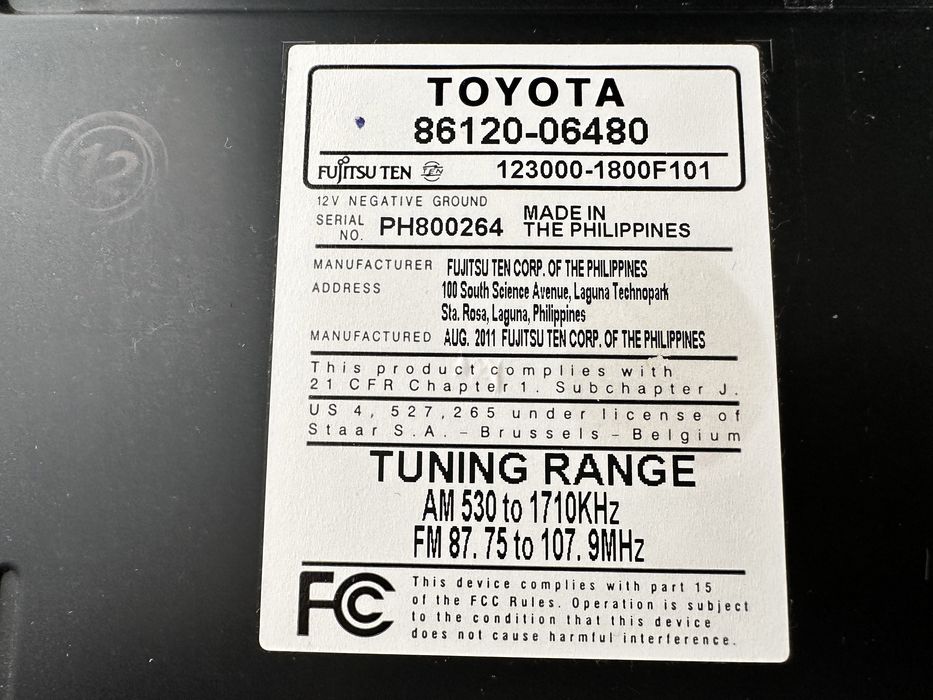 TOYOTA
86120-06480
FUJITSU TEN TEN 123000-1800F101
12V NEGATIVE GROUND
SERIAL NO. PH800264 MADE IN THE PHILIPPINES
MANUFACTURER FUJITSU TEN CORP. OF THE PHILIPPINES
ADDRESS 100 South Science Avenue, Laguna Technopark
Sta. Rosa, Laguna, Philippines
MANUFACTURED AUG. 2011 FUJITSU TEN CORP. OF THE PHILIPPINES
This product complies with
21 CFR Chapter 1. Subchapter J.
US 4, 527,265 under license of
Staar S.A. – Brussels – Belgium
TUNING RANGE
AM 530 to 1710KHz
FM 87.75 to 107.9MHz
FC This device complies with part 15
of the FCC Rules. Operation is subject
to the condition that this device
does not cause harmful interference.
12